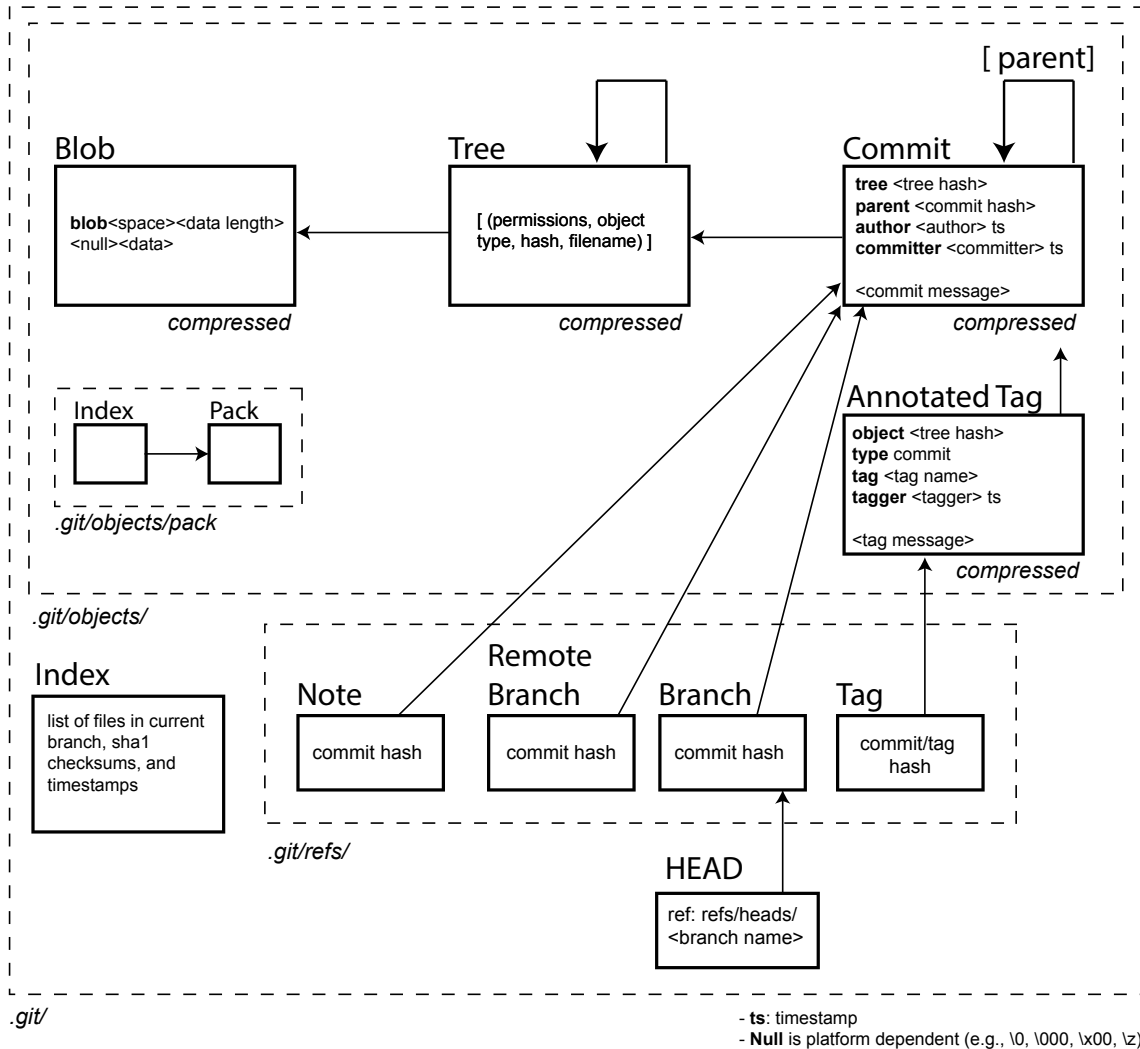 [ parent]
Blob
Tree
Commit
blob<space><data length>
<null><data>
[ (permissions, object
type, hash, filename) ]
tree <tree hash>
parent <commit hash>
author <author> ts
committer <committer> ts
<commit message>
compressed
compressed
compressed
Index
Pack
.git/objects/pack
Annotated Tag
object <tree hash>
type commit
tag <tag name>
tagger <tagger> ts
<tag message>
compressed
.git/objects/
Index
list of files in current
branch, sha1
checksums, and
timestamps
Note
commit hash
Remote
Branch
commit hash
Branch
commit hash
Tag
commit/tag
hash
.git/refs/
HEAD
ref: refs/heads/
<branch name>
.git/
- ts: timestamp
- Null is platform dependent (e.g., \0, \000, \x00, \z)